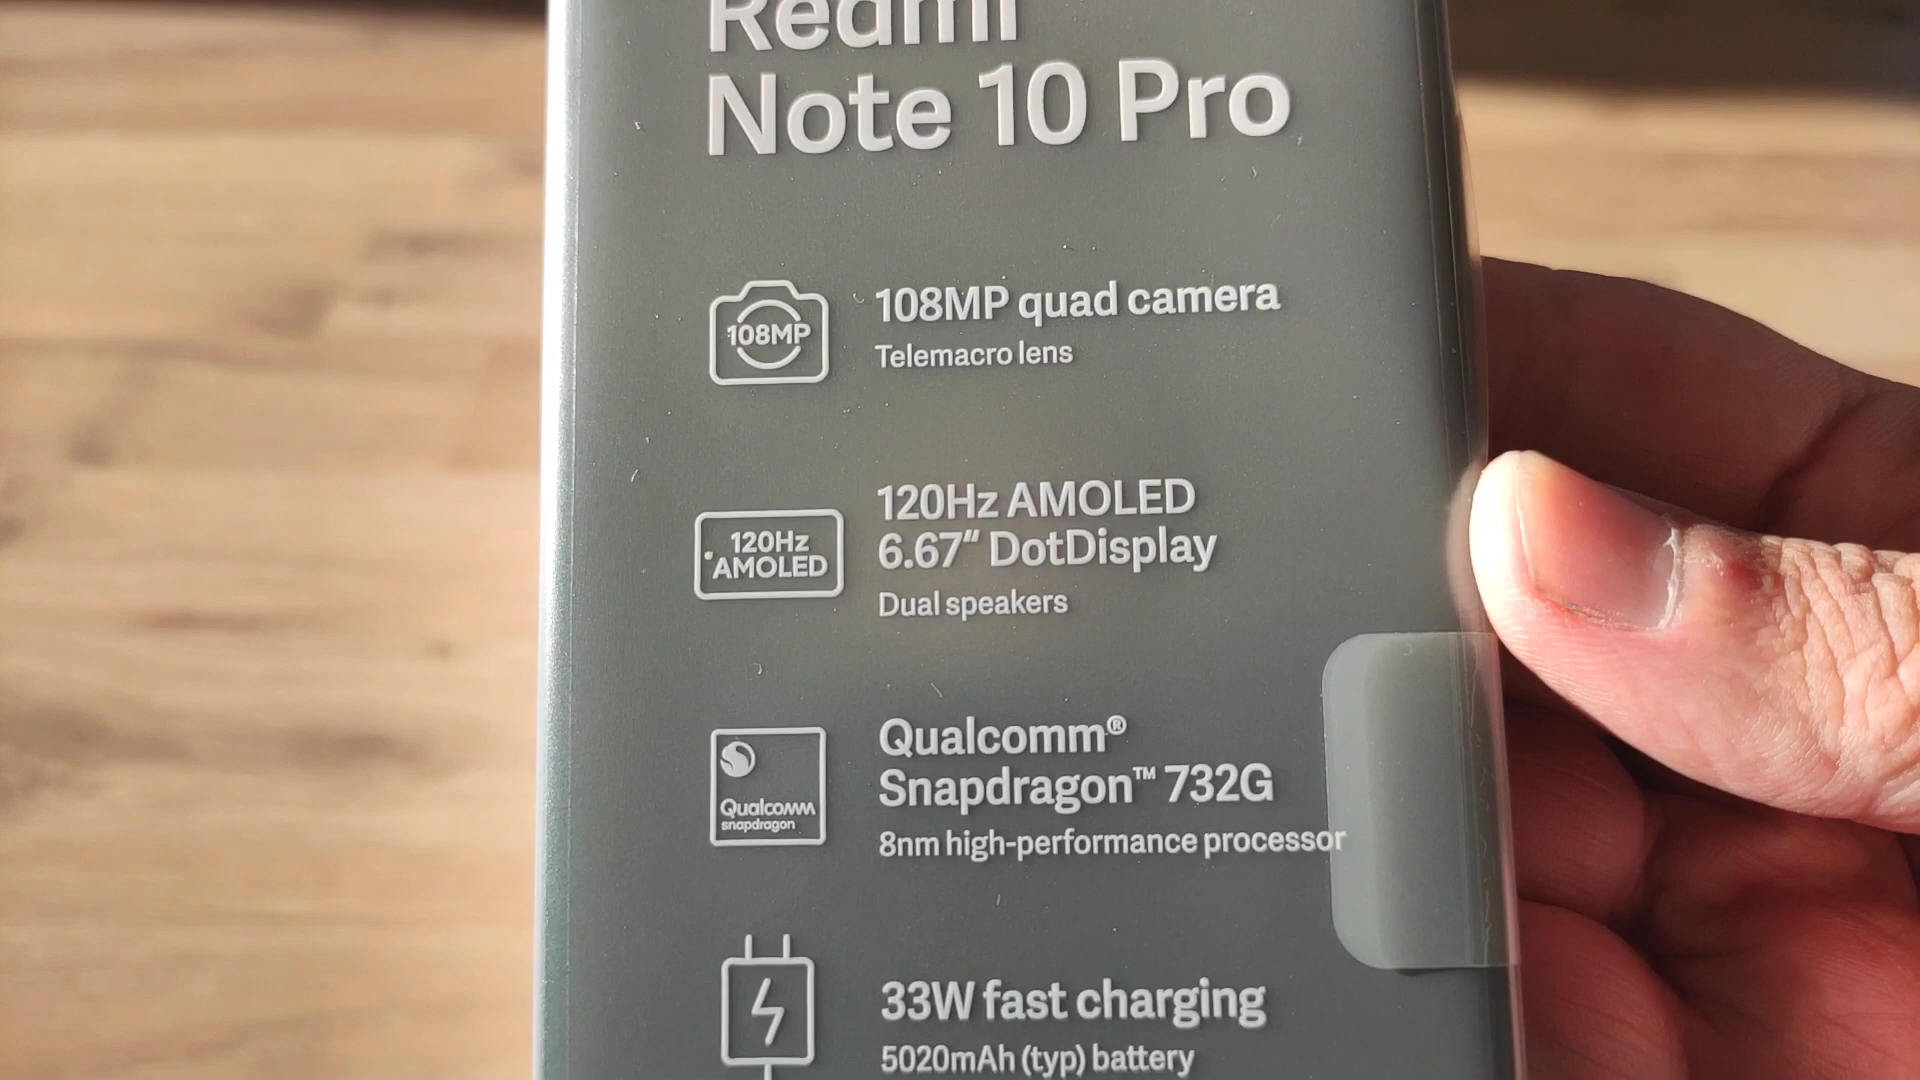 Redmi
Note 10 Pro
108MP
108MP quad camera
Telemacro lens
120Hz
AMOLED
120Hz AMOLED
6.67" DotDisplay
Dual speakers
Qualcomm
snapdragon
Qualcomm®
Snapdragon™ 732G
8nm high-performance processor
33W fast charging
5020mAh (typ) battery